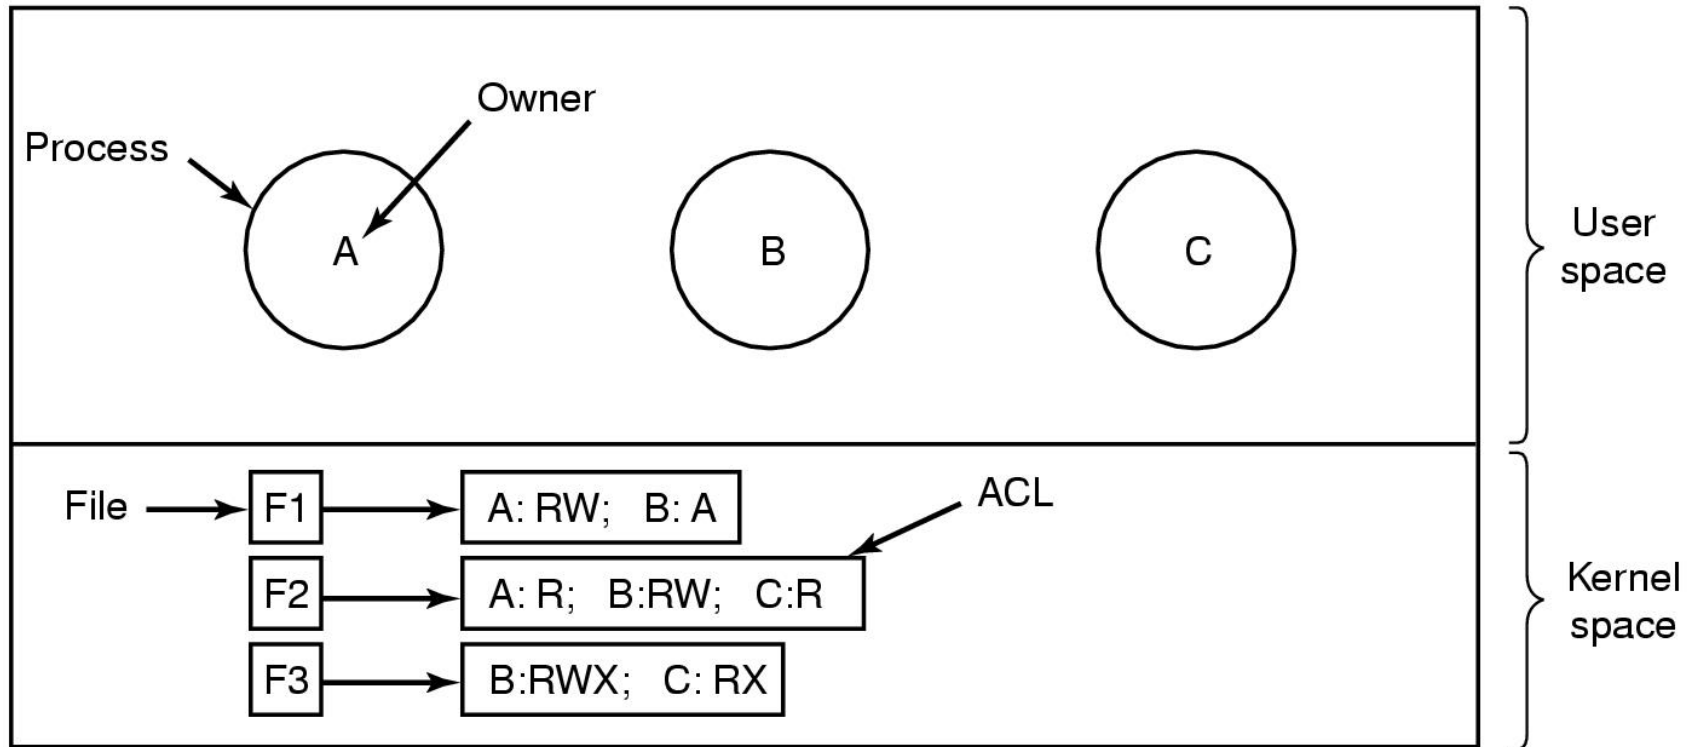 Owner
Process
A
B
C
User
space
File
F1
A: RW; B: A
ACL
F2
A: R; B:RW; C:R
F3
B:RWX; C: RX
Kernel
space